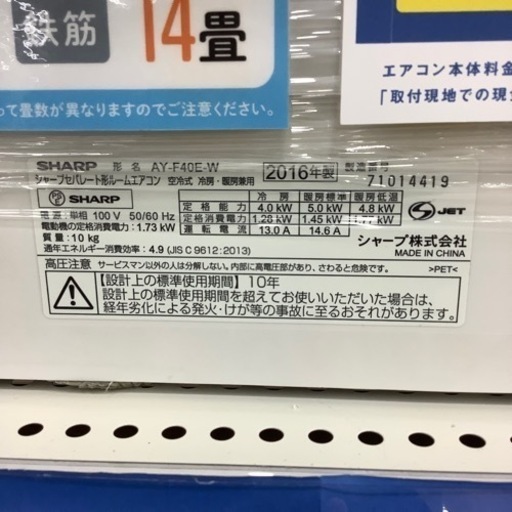 鉄筋 14畳
って畳数が異なりますのでご注意ください。
エアコン本体料金
「取付現地での現金
SHARP 形名 AY-F40E-W 2016年製 製造番号
シャープセパレート形ルームエアコン 空冷式 冷房・暖房兼用 71014419
SHARP
電源:単相 100 V 50/60 Hz
電動機の定格消費電力:1.73 kW
質量:10 kg
冷房 暖房標準 暖房低温
定格能力 4.0 kW 5.0 kW 4.8 kW
定格消費電力 1.28 kW 1.45 kW 1.77 kW
運転電流 13.0 A 14.6 A
JET
通年エネルギー消費効率:4.9 (JIS C 9612:2013)
シャープ株式会社
MADE IN CHINA
高圧注意 サービスマン以外の人は分解しない。内部に高電圧部があり、さわると危険です。
>PET<
【設計上の標準使用期間】10年
設計上の標準使用期間を超えてお使いいただいた場合は、
経年劣化による発火・けが等の事故に至るおそれがあります。